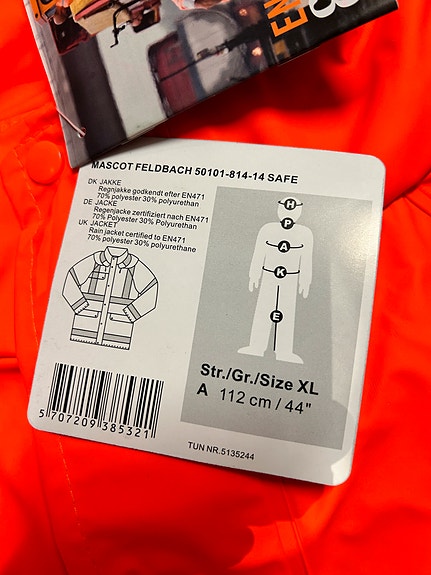 EN
MASCOT FELDBACH 50101-814-14 SAFE
DK JAKKE
Regnjakke godkendt efter EN471
70% polyester 30% polyurethan
DE JACKE
Regenjacke zertifiziert nach EN471
70% Polyester 30% Polyurethan
UK JACKET
Rain jacket certified to EN471
70% polyester 30% polyurethane
H
P
A
K
E
Str./Gr./Size XL
A 112 cm / 44"
5 707209 385321
TUN NR.5135244